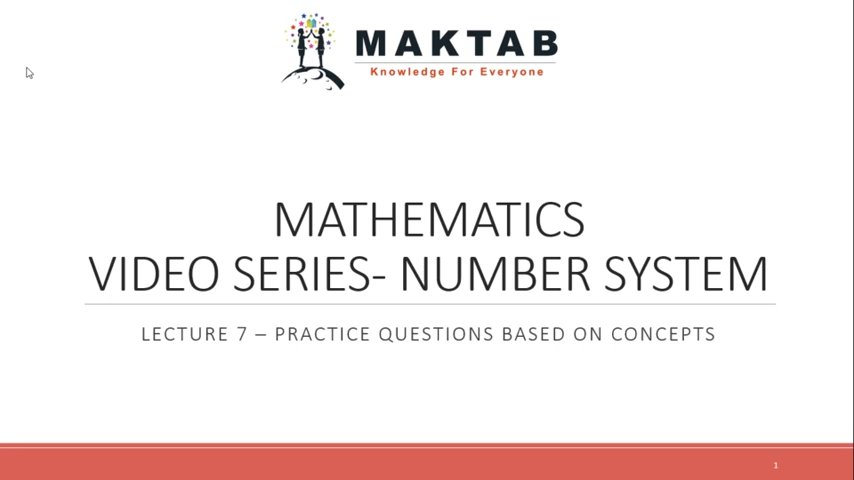 MAKTAB
Knowledge For Everyone
MATHEMATICS
VIDEO SERIES- NUMBER SYSTEM
LECTURE 7 – PRACTICE QUESTIONS BASED ON CONCEPTS
1